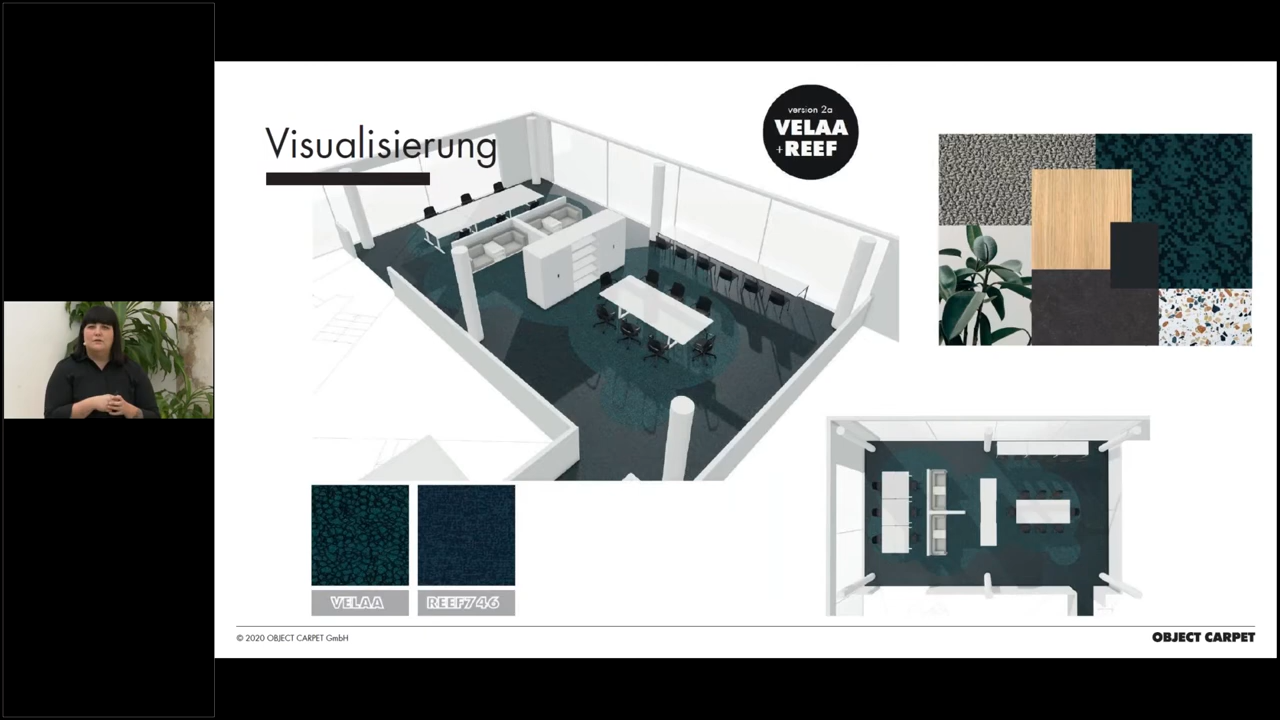 Visualisierung
version 2a
VELAA
+REEF
VELAA
REEF746
© 2020 OBJECT CARPET GmbH
OBJECT CARPET